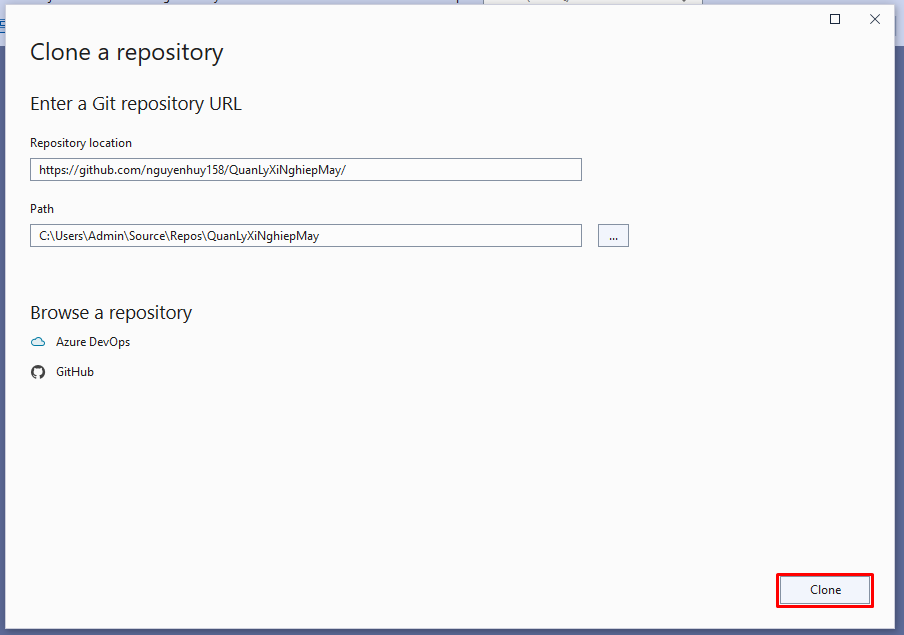 Clone a repository
Enter a Git repository URL
Repository location
https://github.com/nguyenhuy158/QuanLyXiNghiepMay/
Path
C:\Users\Admin\Source\Repos\QuanLyXiNghiepMay
...
Browse a repository
Azure DevOps
GitHub
Clone